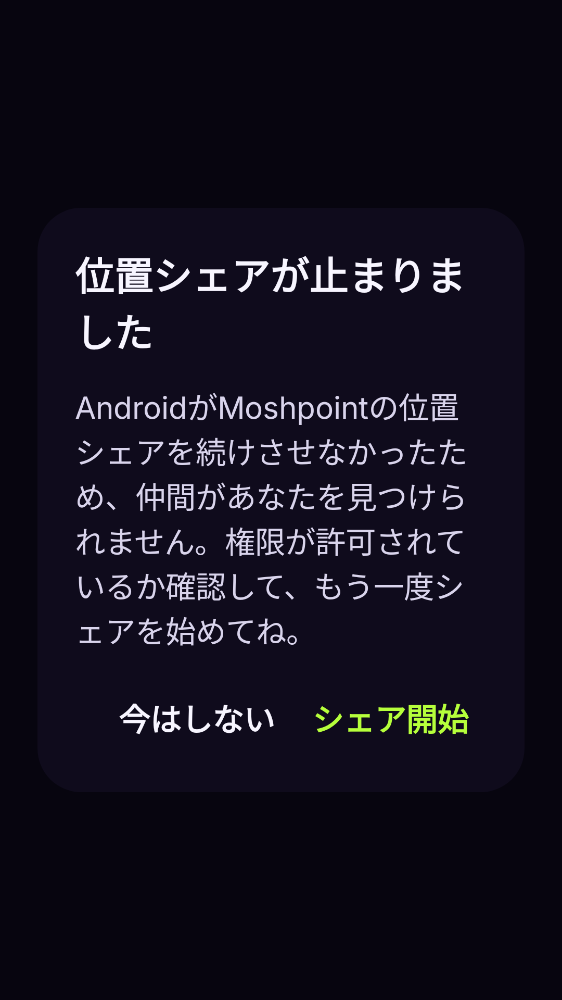 位置シェアが止まりま
した
AndroidがMoshpointの位置
シェアを続けさせなかったた
め、仲間があなたを見つけら
れません。権限が許可されて
いるか確認して、もう一度シ
ェアを始めてね。
今はしない
シェア開始